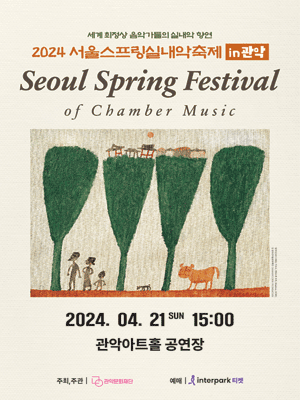 세계 최정상 음악가들의 실내악 향연
2024 서울스프링실내악축제 in관악
Seoul Spring Festival
of Chamber Music
2024. 04. 21 SUN 15:00
관악아트홀 공연장
주최,주관 | 관악문화재단
예매 | interpark 티켓